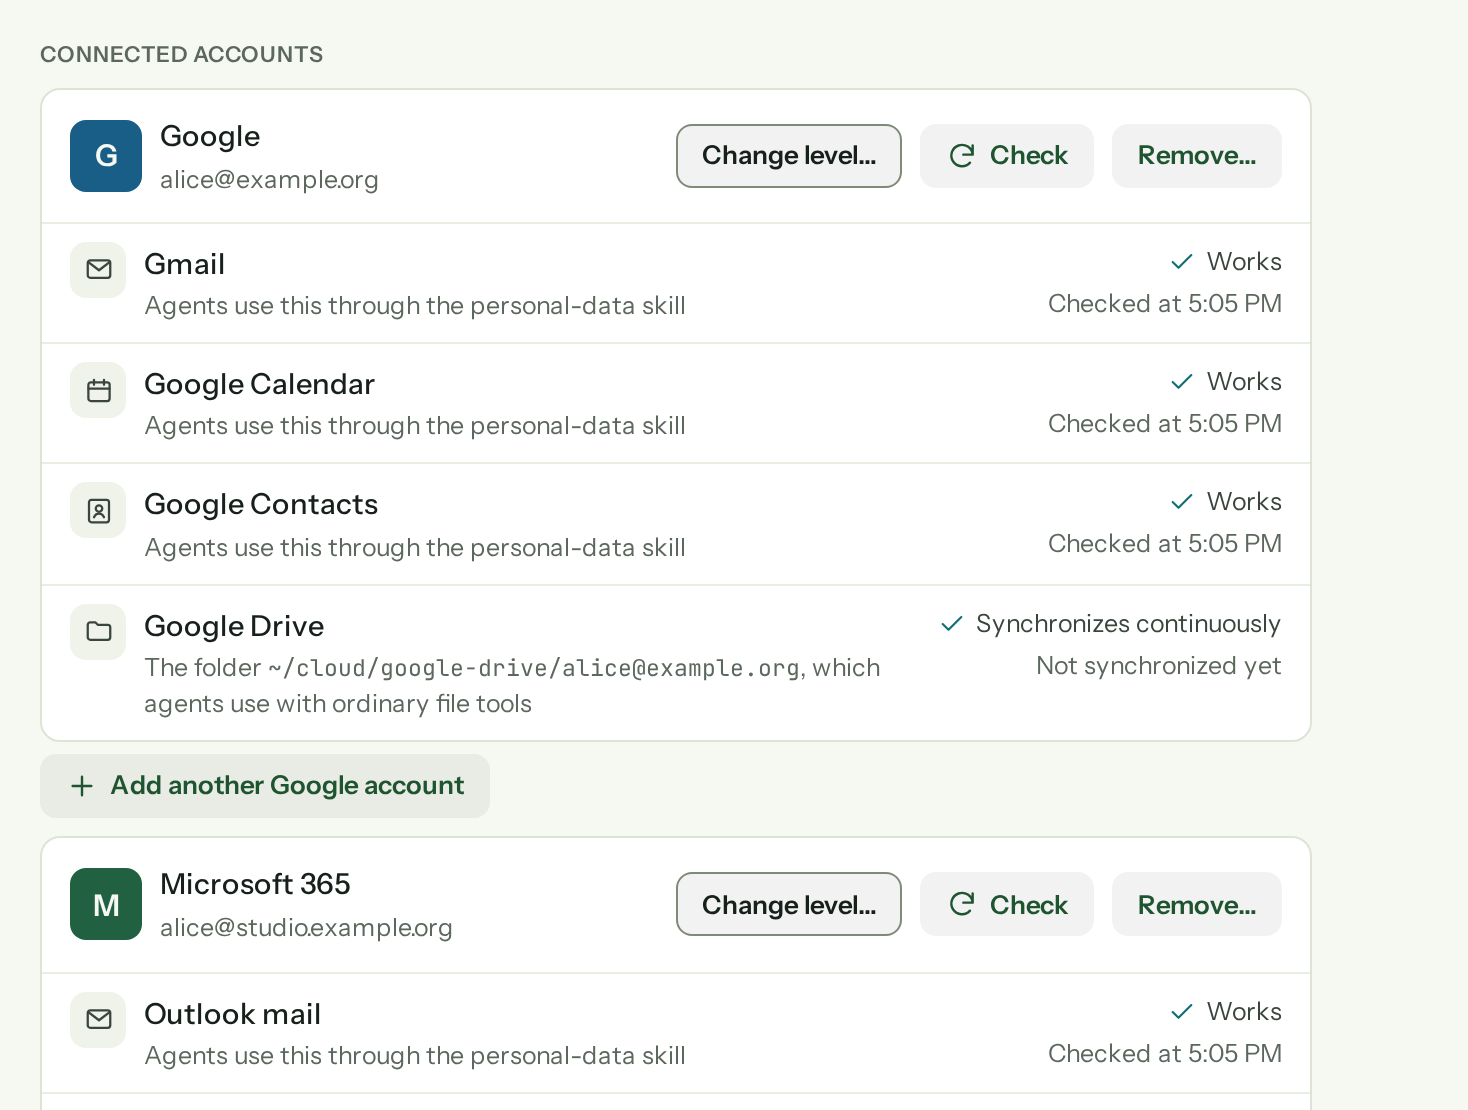 CONNECTED ACCOUNTS
G
Google
alice@example.org
Change level...
Check
Remove...
Gmail
Agents use this through the personal-data skill
Works
Checked at 5:05 PM
Google Calendar
Agents use this through the personal-data skill
Works
Checked at 5:05 PM
Google Contacts
Agents use this through the personal-data skill
Works
Checked at 5:05 PM
Google Drive
The folder ~/cloud/google-drive/alice@example.org, which
agents use with ordinary file tools
Synchronizes continuously
Not synchronized yet
Add another Google account
M
Microsoft 365
alice@studio.example.org
Change level...
Check
Remove...
Outlook mail
Agents use this through the personal-data skill
Works
Checked at 5:05 PM